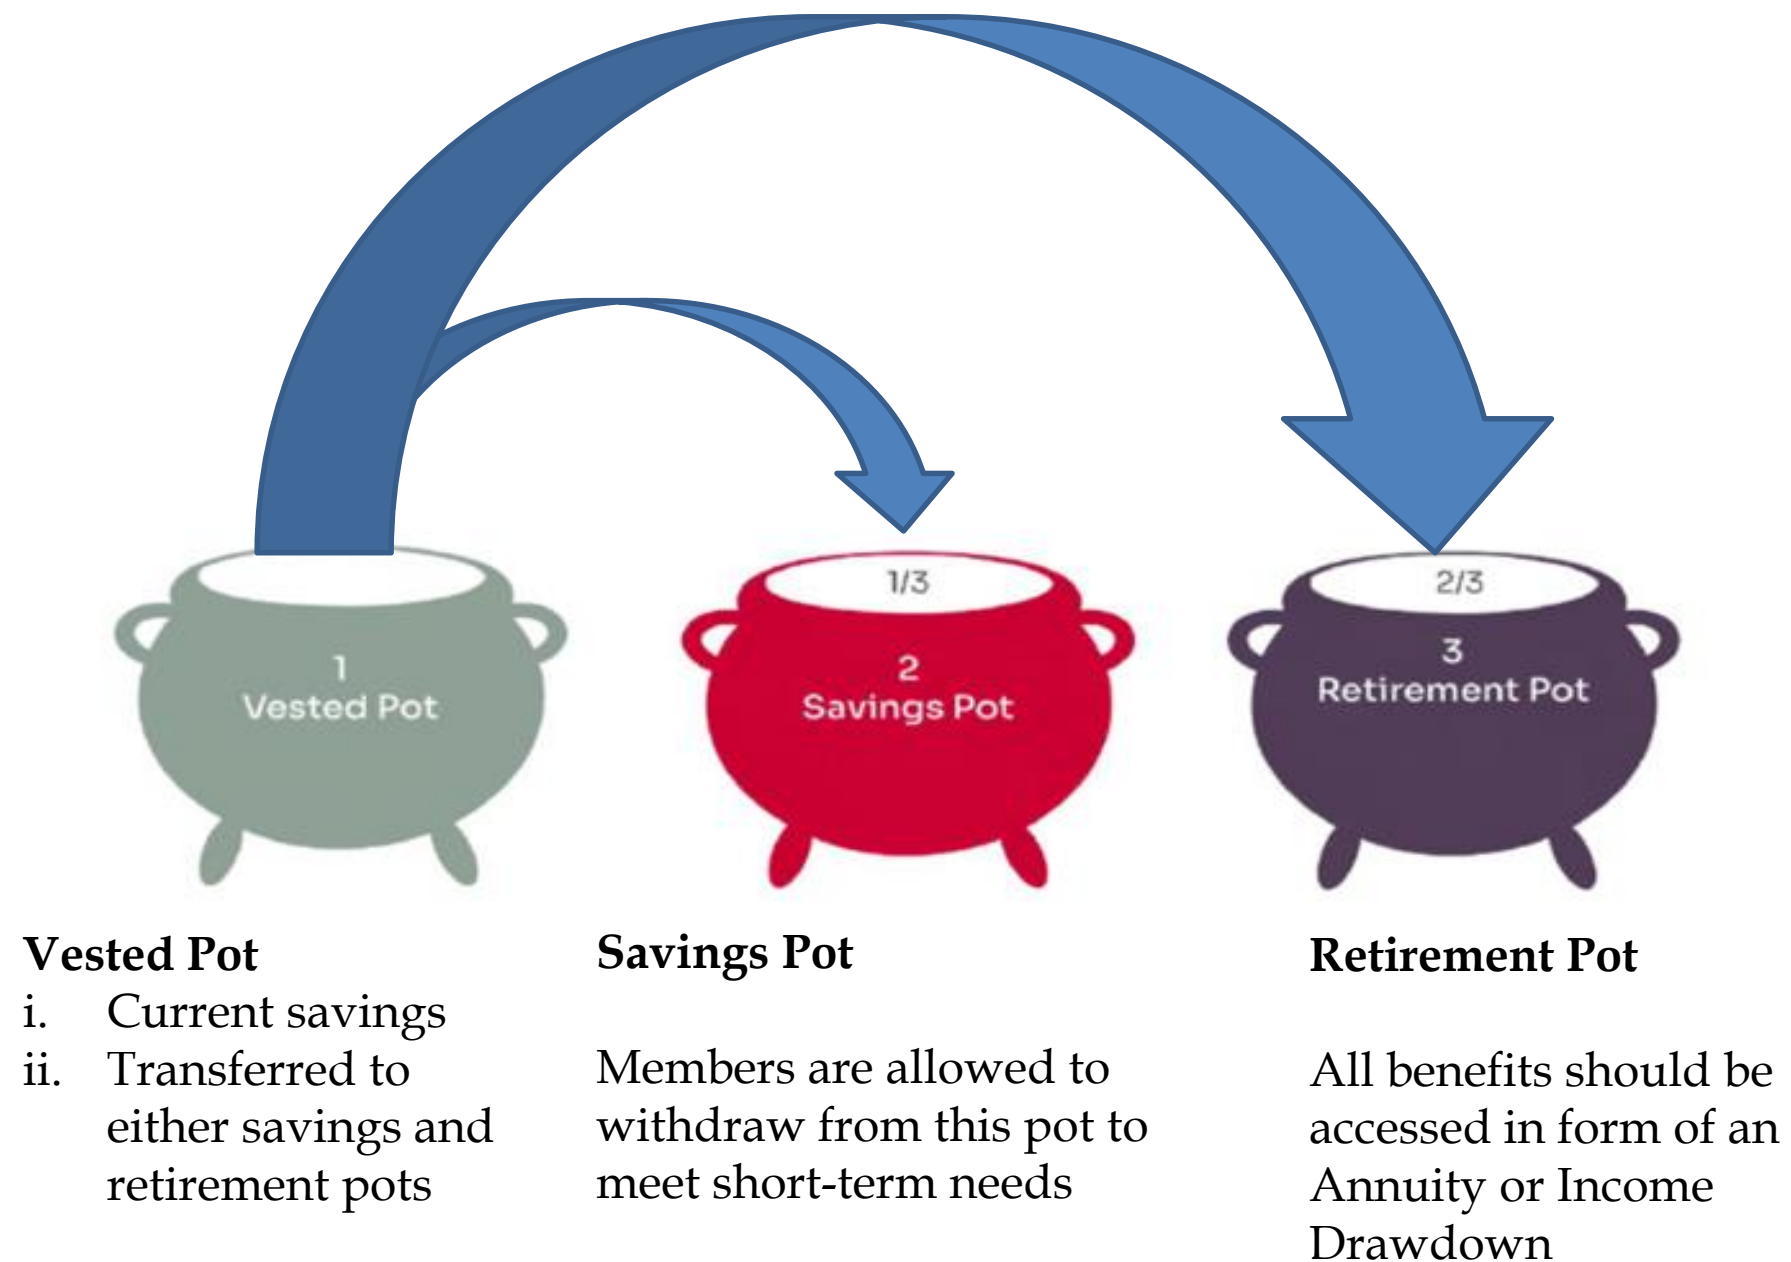 1
Vested Pot
1/3
2
Savings Pot
2/3
3
Retirement Pot
Vested Pot
i. Current savings
ii. Transferred to
either savings and
retirement pots
Savings Pot
Members are allowed to
withdraw from this pot to
meet short-term needs
Retirement Pot
All benefits should be
accessed in form of an
Annuity or Income
Drawdown